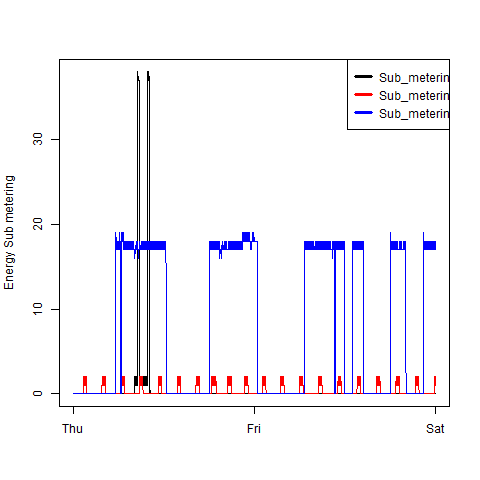 Sub_meterin
Sub_meterin
Sub_meterin
Energy Sub metering
30
20
10
0
Thu
Fri
Sat